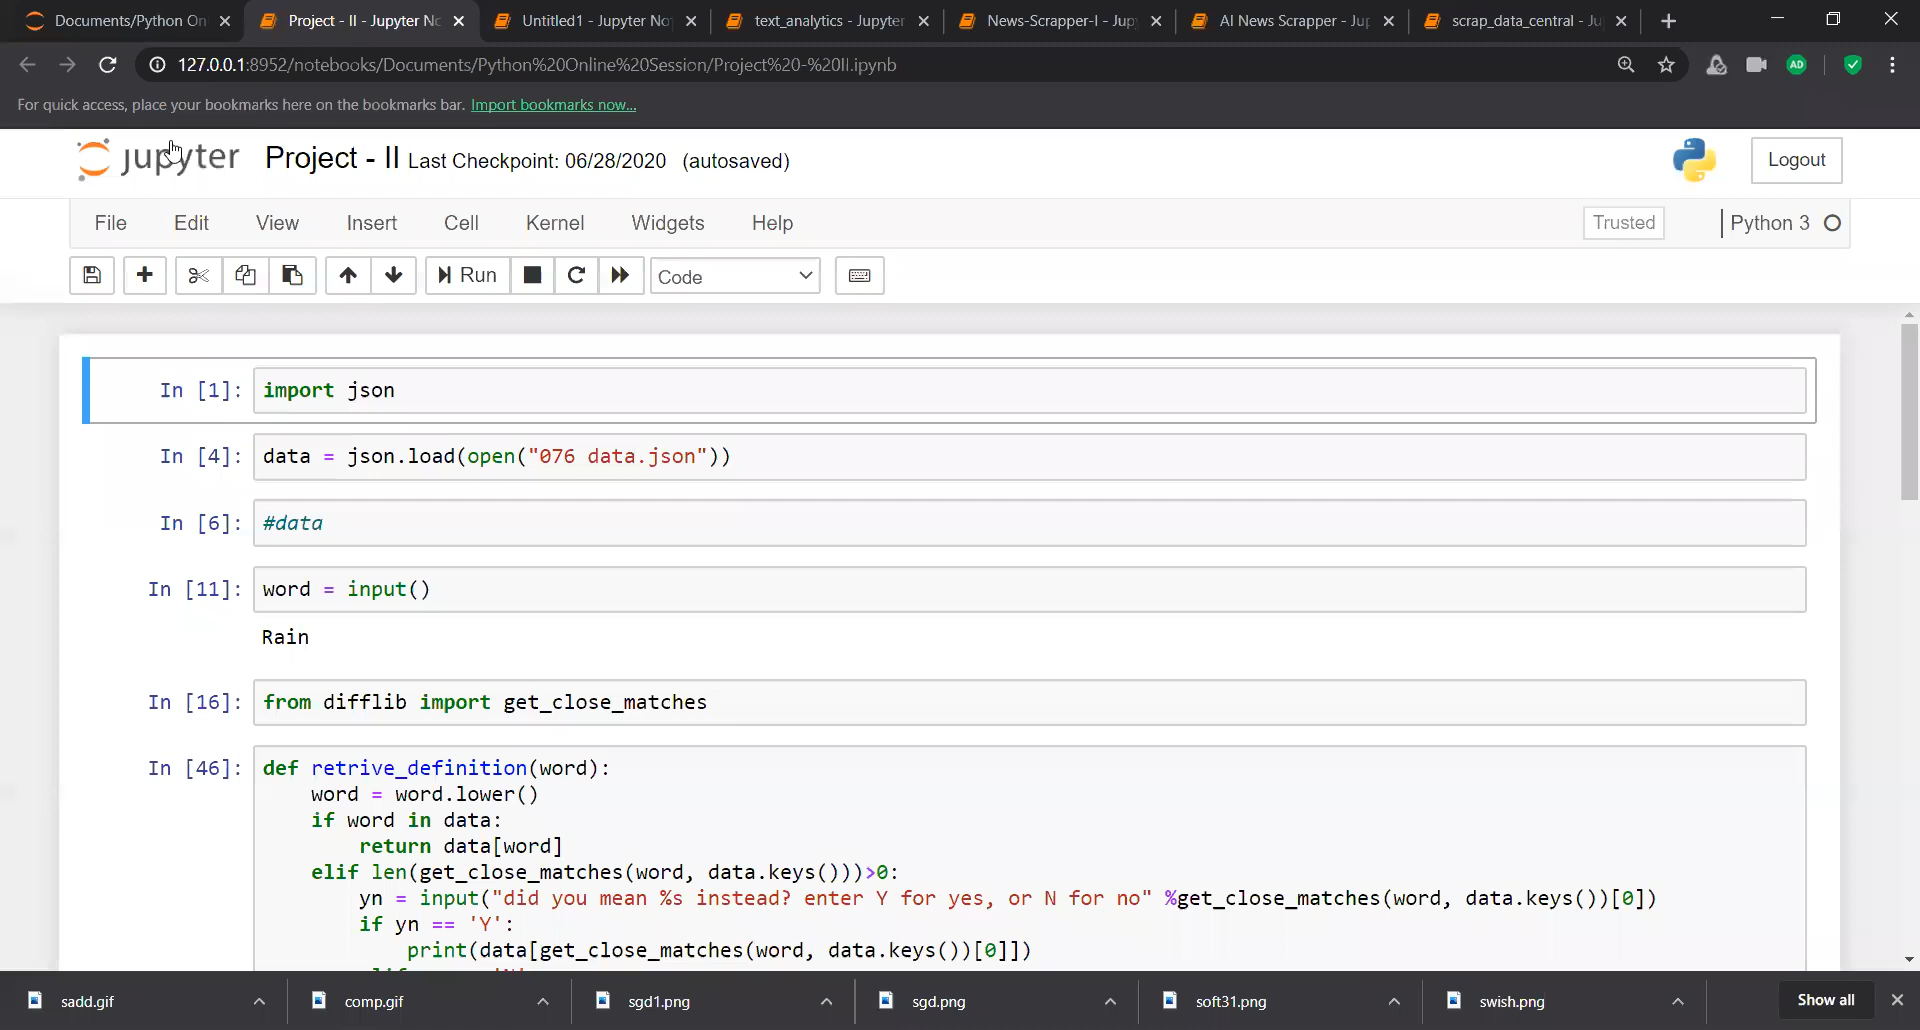 Documents/Python On
Project - II - Jupyter No
Untitled1 - Jupyter No
text_analytics - Jupyter
News-Scrapper-I - Jup
AI News Scrapper - Jup
scrap_data_central - Ju
127.0.0.1:8952/notebooks/Documents/Python%20Online%20Session/Project%20-%20II.ipynb
AD
For quick access, place your bookmarks here on the bookmarks bar. Import bookmarks now...
jupyter Project - II Last Checkpoint: 06/28/2020 (autosaved)
Logout
File Edit View Insert Cell Kernel Widgets Help
Trusted
Python 3
Run
Code
In [1]: import json
In [4]: data = json.load(open("076 data.json"))
In [6]: #data
In [11]: word = input()
Rain
In [16]: from difflib import get_close_matches
In [46]: def retrive_definition(word):
word = word.lower()
if word in data:
return data[word]
elif len(get_close_matches(word, data.keys()))>0:
yn = input("did you mean %s instead? enter Y for yes, or N for no" %get_close_matches(word, data.keys())[0])
if yn == 'Y':
print(data[get_close_matches(word, data.keys())[0]])
sadd.gif
comp.gif
sgd1.png
sgd.png
soft31.png
swish.png
Show all